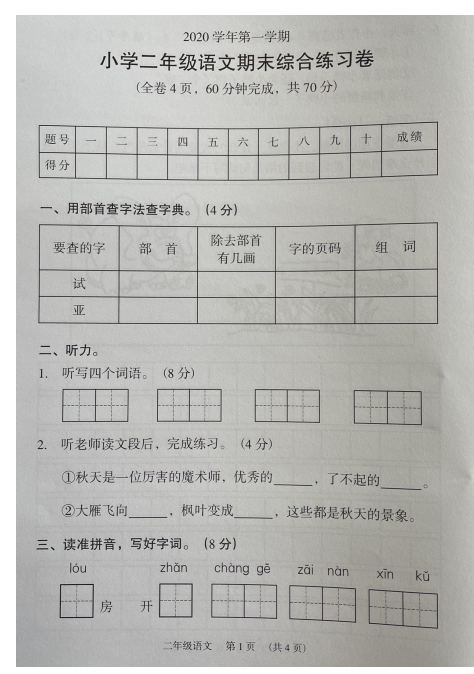 2020 学年第一学期
小学二年级语文期末综合练习卷
(全卷 4 页，60 分钟完成，共 70 分)
题号 一 二 三 四 五 六 七 八 九 十 成绩
得分
一、用部首查字法查字典。(4 分)
要查的字 部 首 除去部首有几画 字的页码 组 词
试
亚
二、听力。
1. 听写四个词语。(8 分)
2. 听老师读文段后，完成练习。(4 分)
①秋天是一位厉害的魔术师，优秀的______，了不起的______。
②大雁飞向______，枫叶变成______，这些都是秋天的景象。
三、读准拼音，写好字词。(8 分)
lóu zhǎn chàng gē zāi nàn xīn kǔ
房 开
二年级语文 第 1 页 (共 4 页)